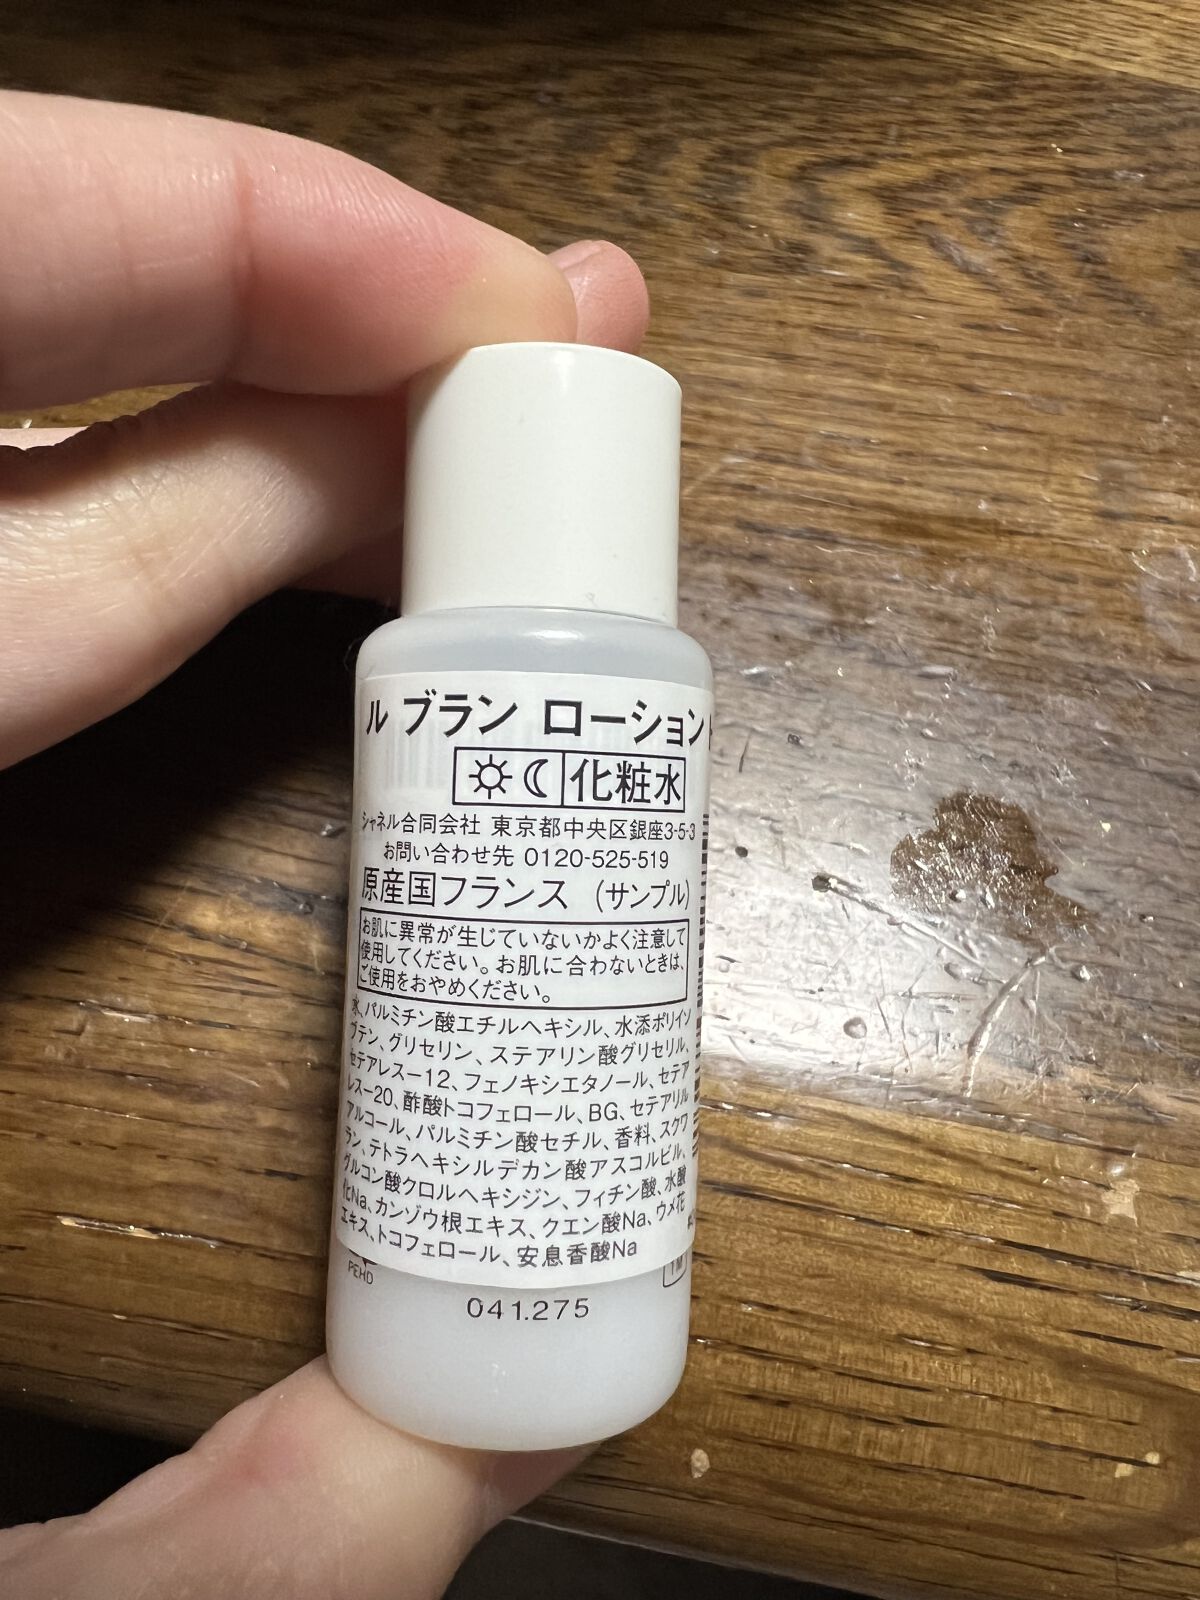 ル ブラン ローション
化粧水
シャネル合同会社 東京都中央区銀座3-5-3
お問い合わせ先 0120-525-519
原産国フランス (サンプル)
お肌に異常が生じていないかよく注意して
使用してください。お肌に合わないときは、
ご使用をおやめください。
水、パルミチン酸エチルヘキシル、水添ポリイソ
ブテン、グリセリン、ステアリン酸グリセリル、
セテアレス-12、フェノキシエタノール、セテア
レス-20、酢酸トコフェロール、BG、セテアリル
アルコール、パルミチン酸セチル、香料、スクワ
ラン、テトラヘキシルデカン酸アスコルビル、
グルコン酸クロルヘキシジン、フィチン酸、水酸
化Na、カンゾウ根エキス、クエン酸Na、ウメ花
エキス、トコフェロール、安息香酸Na
PEHD
041.275